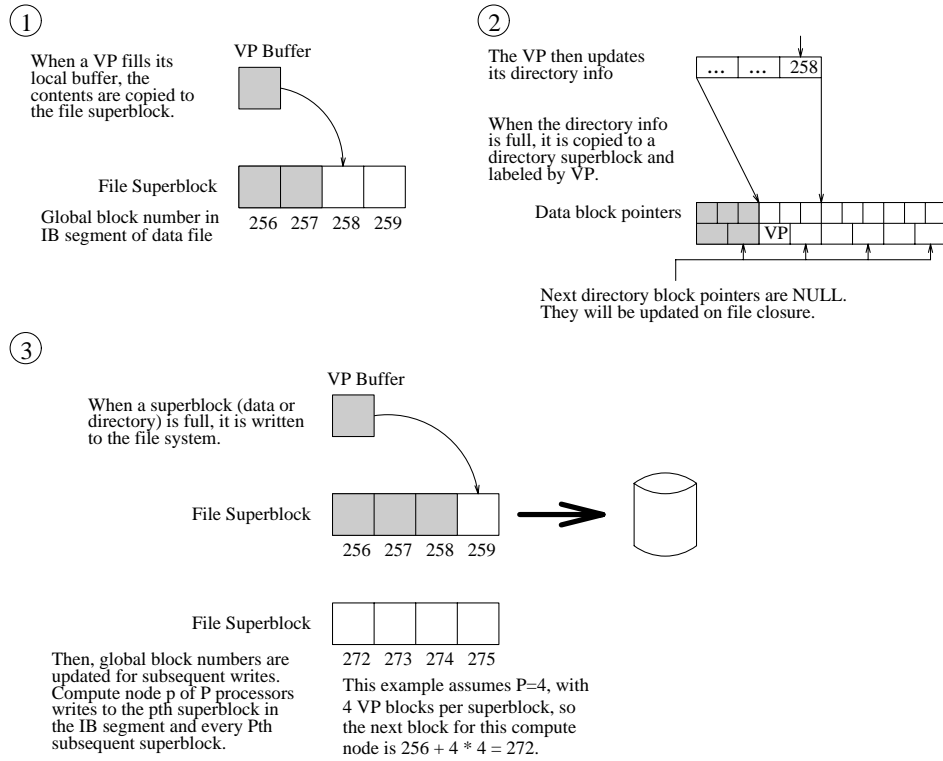 1
VP Buffer
When a VP fills its
local buffer, the
contents are copied to
the file superblock.
File Superblock
256 257 258 259
Global block number in
IB segment of data file
2
The VP then updates
its directory info
... ... 258
When the directory info
is full, it is copied to a
directory superblock and
labeled by VP.
Data block pointers
VP
Next directory block pointers are NULL.
They will be updated on file closure.
3
VP Buffer
When a superblock (data or
directory) is full, it is written
to the file system.
File Superblock
256 257 258 259
File Superblock
272 273 274 275
Then, global block numbers are
updated for subsequent writes.
Compute node p of P processors
writes to the pth superblock in
the IB segment and every Pth
subsequent superblock.
This example assumes P=4, with
4 VP blocks per superblock, so
the next block for this compute
node is 256 + 4 * 4 = 272.